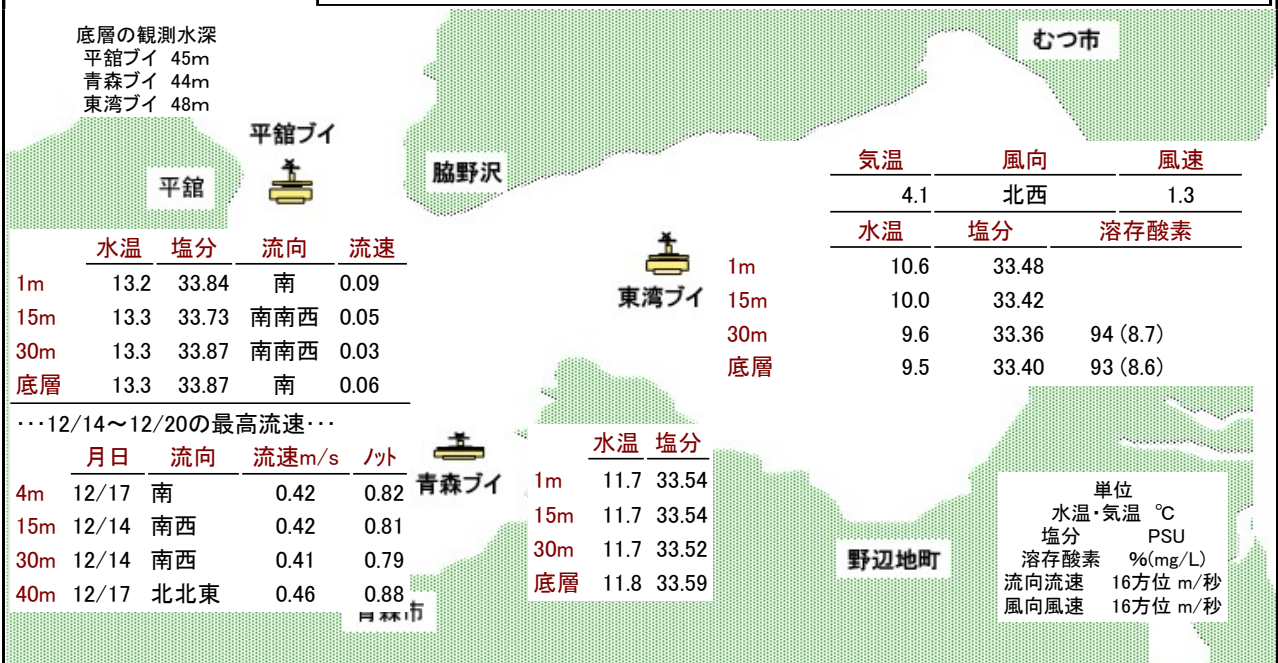 底層の観測水深
平舘ブイ 45m
青森ブイ 44m
東湾ブイ 48m
むつ市
平舘ブイ
平舘
脇野沢
気温 風向 風速
4.1 北西 1.3
水温 塩分 溶存酸素
1m 10.6 33.48
15m 10.0 33.42
30m 9.6 33.36 94 (8.7)
底層 9.5 33.40 93 (8.6)
東湾ブイ
水温 塩分 流向 流速
1m 13.2 33.84 南 0.09
15m 13.3 33.73 南南西 0.05
30m 13.3 33.87 南南西 0.03
底層 13.3 33.87 南 0.06
･･･12/14～12/20の最高流速･･･
月日 流向 流速m/s ﾉｯﾄ
4m 12/17 南 0.42 0.82
15m 12/14 南西 0.42 0.81
30m 12/14 南西 0.41 0.79
40m 12/17 北北東 0.46 0.88
青森ブイ
青森市
水温 塩分
1m 11.7 33.54
15m 11.7 33.54
30m 11.7 33.52
底層 11.8 33.59
野辺地町
単位
水温･気温 ℃
塩分 PSU
溶存酸素 %(mg/L)
流向流速 16方位 m/秒
風向風速 16方位 m/秒